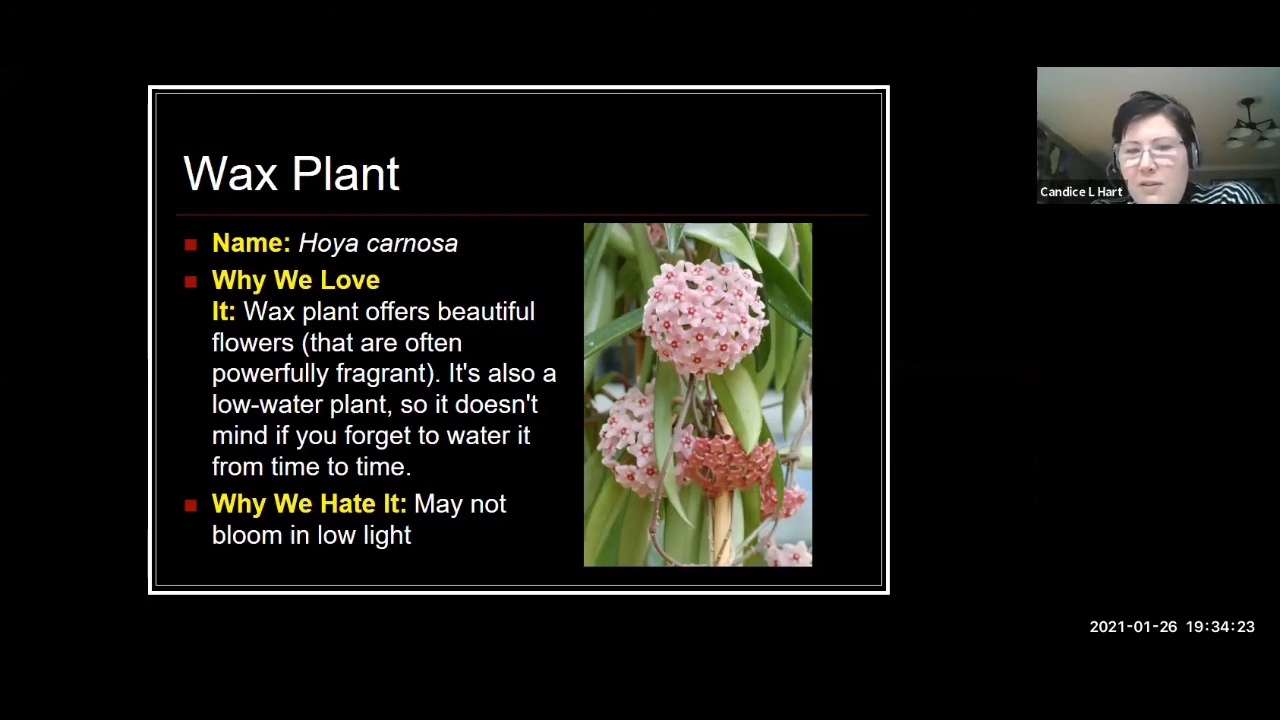 Wax Plant
Name: Hoya carnosa
Why We Love
It: Wax plant offers beautiful
flowers (that are often
powerfully fragrant). It's also a
low-water plant, so it doesn't
mind if you forget to water it
from time to time.
Why We Hate It: May not
bloom in low light
Candice L Hart
2021-01-26 19:34:23